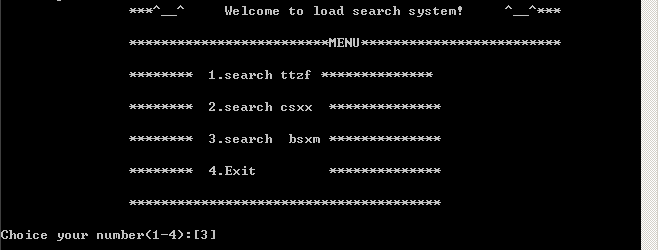 ***^__^ Welcome to load search system! ^__^***
*************************MENU*************************
******** 1.search ttzf **************
******** 2.search csxx **************
******** 3.search bsxm **************
******** 4.Exit **************
***************************************
Choice your number(1-4):[3]